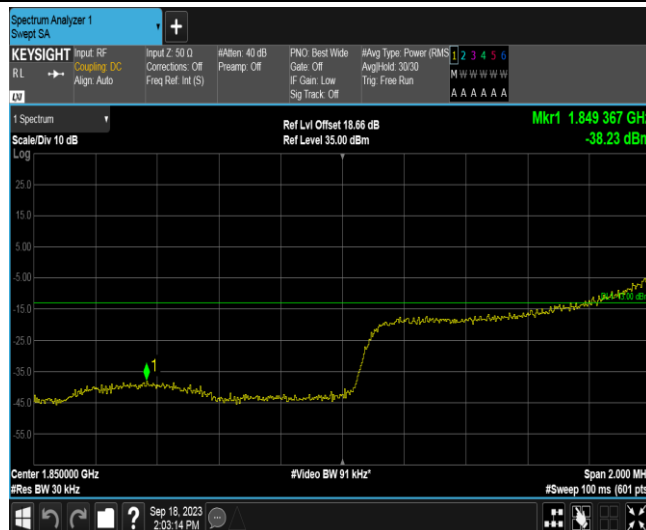 Spectrum Analyzer 1
Swept SA
+
KEYSIGHT
RL
LXI
Input: RF
Coupling: DC
Align: Auto
Input Z: 50 Ω
Corrections: Off
Freq Ref: Int (S)
#Atten: 40 dB
Preamp: Off
PNO: Best Wide
Gate: Off
IF Gain: Low
Sig Track: Off
#Avg Type: Power (RMS
Avg|Hold: 30/30
Trig: Free Run
1 2 3 4 5 6
M W W W W W
A A A A A A
1 Spectrum
Scale/Div 10 dB
Log
Ref Lvl Offset 18.66 dB
Ref Level 35.00 dBm
Mkr1 1.849 367 GHz
-38.23 dBm
25.0
15.0
5.00
-5.00
-15.0
-25.0
-35.0
-45.0
-55.0
1
Center 1.850000 GHz
#Res BW 30 kHz
#Video BW 91 kHz*
Span 2.000 MH
#Sweep 100 ms (601 pts
?
Sep 18, 2023
2:03:14 PM